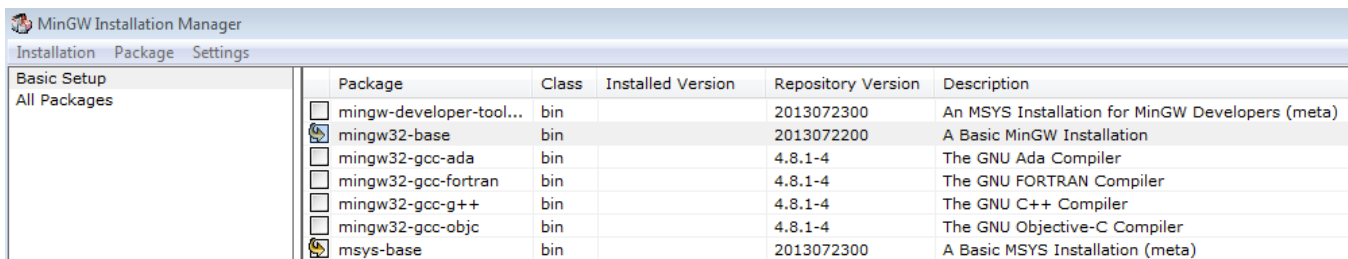 MinGW Installation Manager
Installation Package Settings
Basic Setup
All Packages
Package Class Installed Version Repository Version Description
mingw-developer-tool... bin 2013072300 An MSYS Installation for MinGW Developers (meta)
mingw32-base bin 2013072200 A Basic MinGW Installation
mingw32-gcc-ada bin 4.8.1-4 The GNU Ada Compiler
mingw32-gcc-fortran bin 4.8.1-4 The GNU FORTRAN Compiler
mingw32-gcc-g++ bin 4.8.1-4 The GNU C++ Compiler
mingw32-gcc-objc bin 4.8.1-4 The GNU Objective-C Compiler
msys-base bin 2013072300 A Basic MSYS Installation (meta)